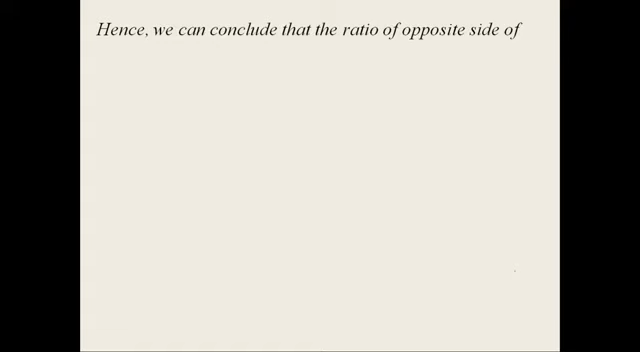 Hence, we can conclude that the ratio of opposite side of